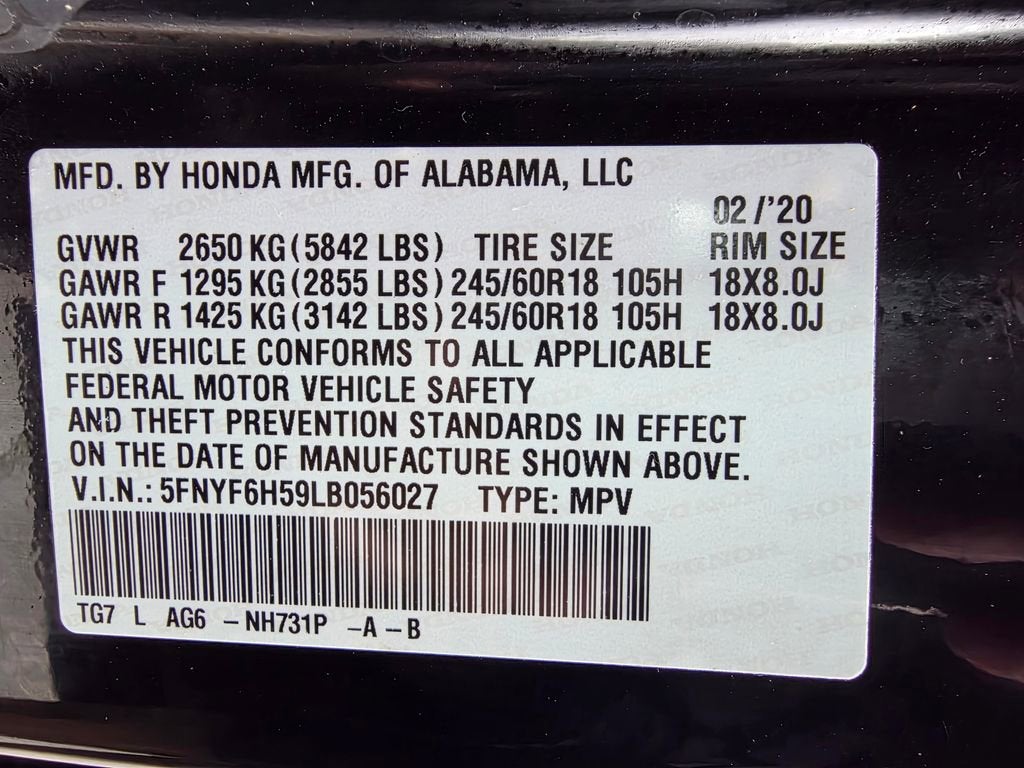 MFD. BY HONDA MFG. OF ALABAMA, LLC
02 /'20
GVWR 2650 KG (5842 LBS) TIRE SIZE RIM SIZE
GAWR F 1295 KG (2855 LBS) 245/60R18 105H 18X8.0J
GAWR R 1425 KG (3142 LBS) 245/60R18 105H 18X8.0J
THIS VEHICLE CONFORMS TO ALL APPLICABLE
FEDERAL MOTOR VEHICLE SAFETY
AND THEFT PREVENTION STANDARDS IN EFFECT
ON THE DATE OF MANUFACTURE SHOWN ABOVE.
V.I.N.: 5FNYF6H59LB056027 TYPE: MPV
TG7 L AG6 – NH731P – A – B